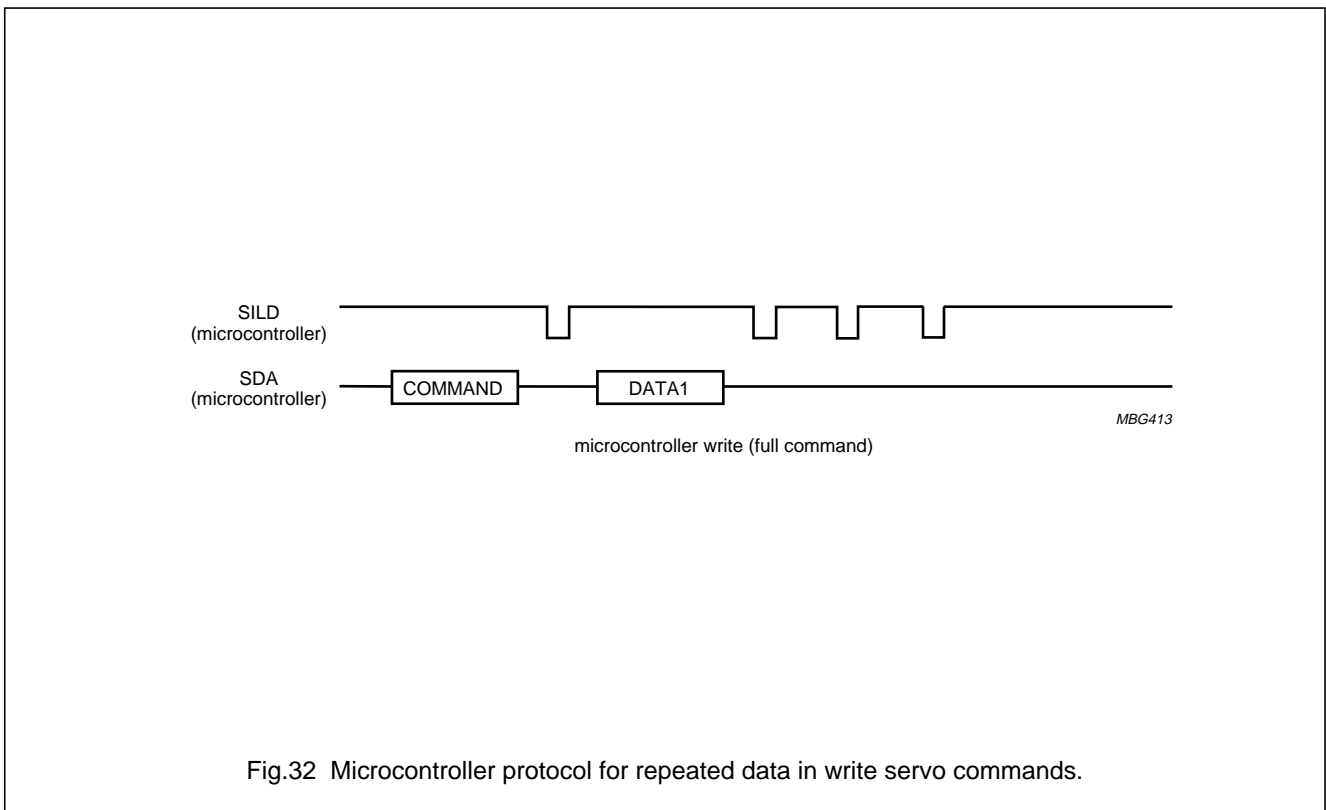 SILD
(microcontroller)
SDA
(microcontroller)
COMMAND
DATA1
MBG413
microcontroller write (full command)
Fig.32 Microcontroller protocol for repeated data in write servo commands.